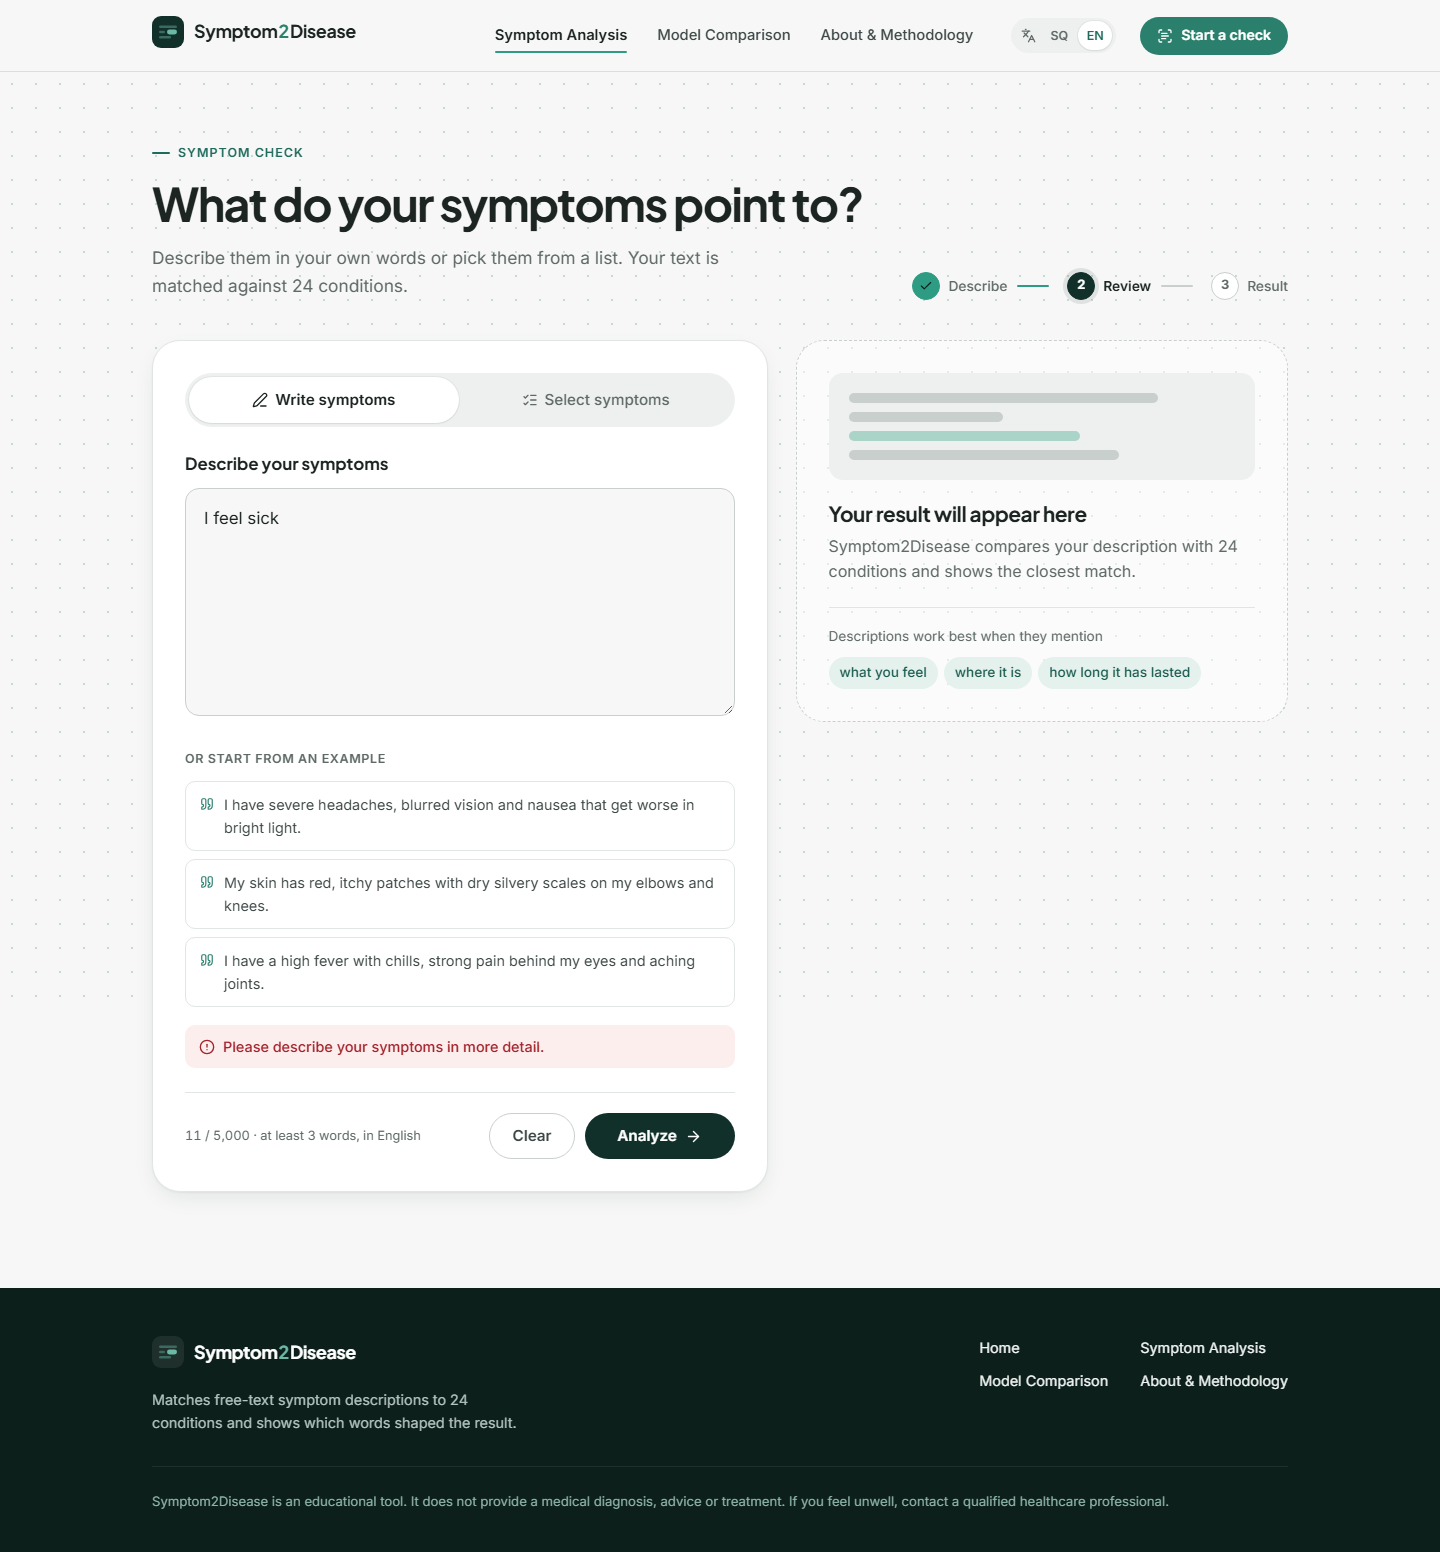 Symptom2Disease
Symptom Analysis
Model Comparison
About & Methodology
SQ
EN
Start a check
SYMPTOM CHECK
What do your symptoms point to?
Describe them in your own words or pick them from a list. Your text is
matched against 24 conditions.
Describe
2
Review
3
Result
Write symptoms
Select symptoms
Describe your symptoms
I feel sick
OR START FROM AN EXAMPLE
I have severe headaches, blurred vision and nausea that get worse in
bright light.
My skin has red, itchy patches with dry silvery scales on my elbows and
knees.
I have a high fever with chills, strong pain behind my eyes and aching
joints.
Please describe your symptoms in more detail.
11 / 5,000 · at least 3 words, in English
Clear
Analyze
Your result will appear here
Symptom2Disease compares your description with 24
conditions and shows the closest match.
Descriptions work best when they mention
what you feel
where it is
how long it has lasted
Symptom2Disease
Matches free-text symptom descriptions to 24
conditions and shows which words shaped the result.
Home
Symptom Analysis
Model Comparison
About & Methodology
Symptom2Disease is an educational tool. It does not provide a medical diagnosis, advice or treatment. If you feel unwell, contact a qualified healthcare professional.